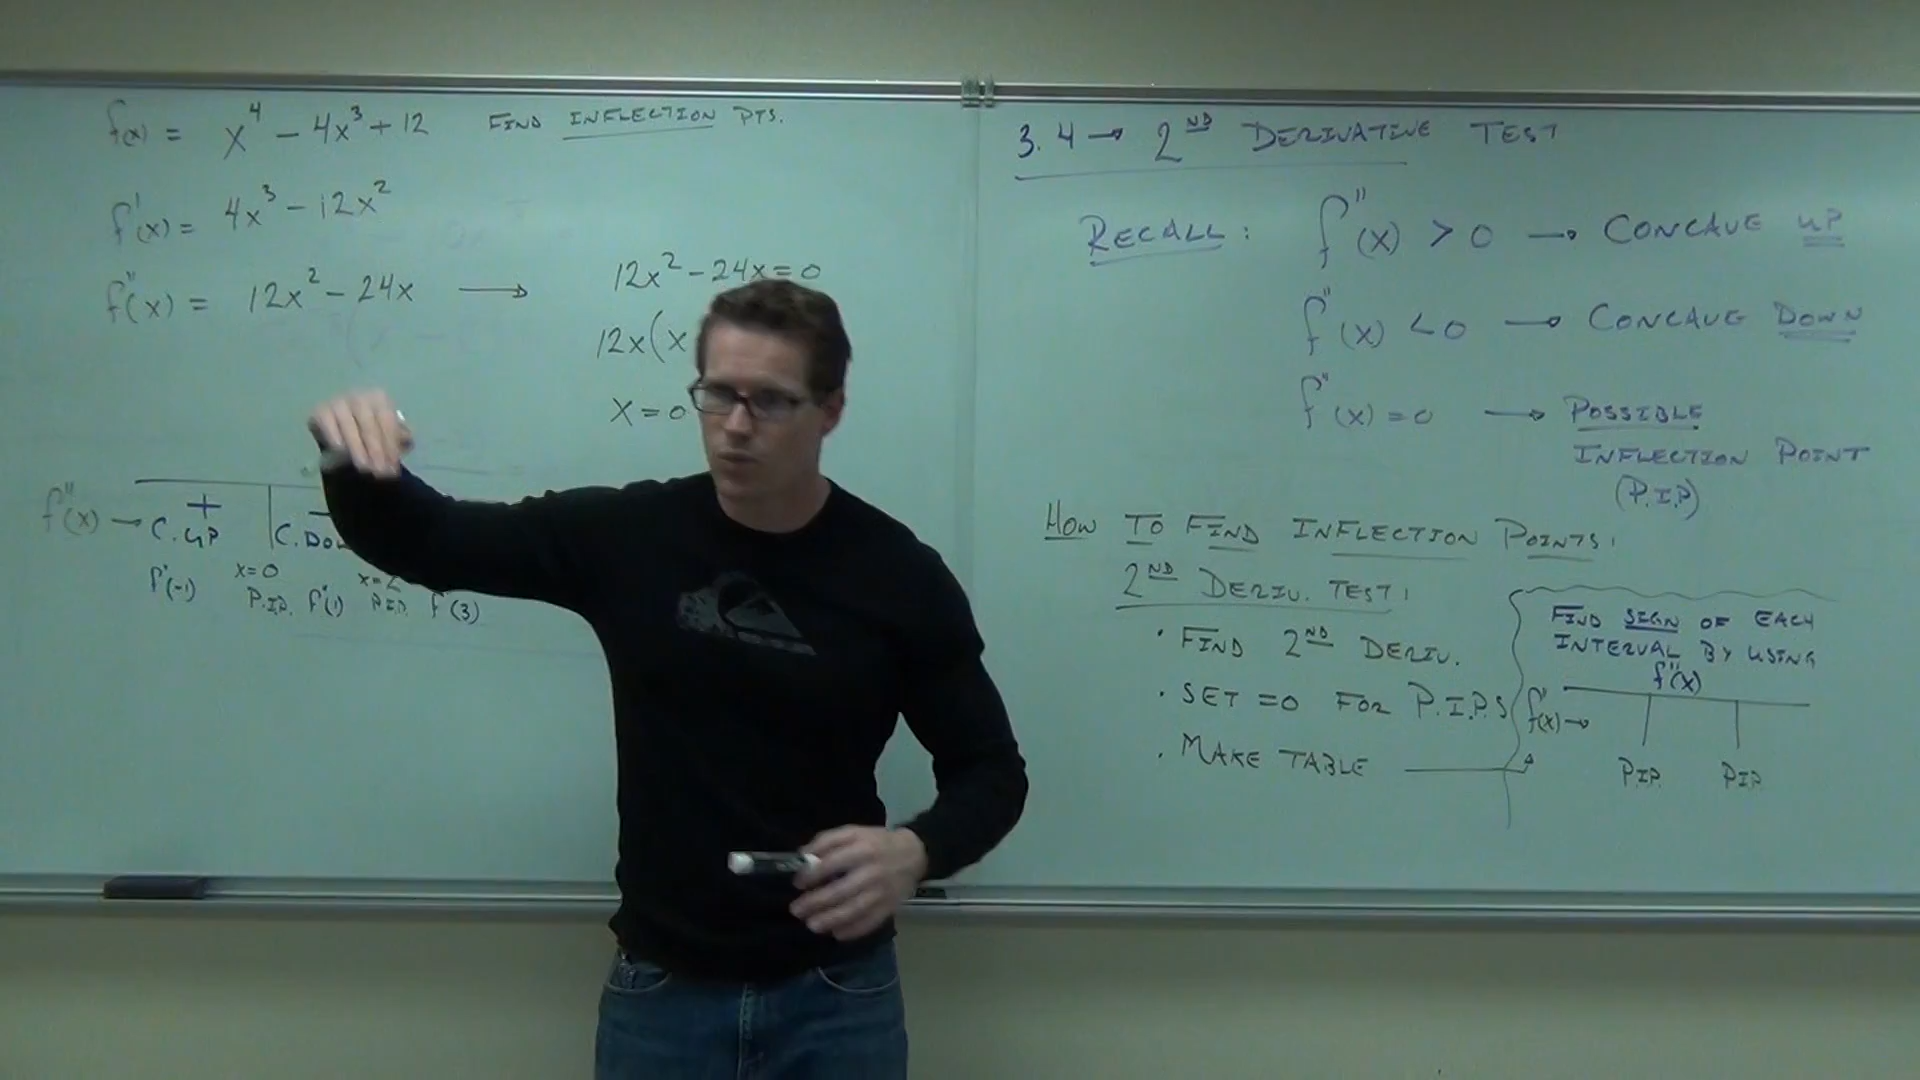 f(x) = x⁴ - 4x³ + 12 FIND INFLECTION PTS.
f'(x) = 4x³ - 12x²
f"(x) = 12x² - 24x →
12x² - 24x = 0
12x(x
x = 0
f"(x) → + -
C. UP C. DOW
x=0 x=2
f"(-1) P.I.P. f"(1) P.I.P. f"(3)
3.4 → 2ND DERIVATIVE TEST
RECALL: f"(x) > 0 → CONCAVE UP
f"(x) < 0 → CONCAVE DOWN
f"(x) = 0 → POSSIBLE
INFLECTION POINT
(P.I.P)
HOW TO FIND INFLECTION POINTS:
2ND DERIV. TEST:
· FIND 2ND DERIV.
· SET =0 FOR P.I.P.S
· MAKE TABLE
FIND SIGN OF EACH
INTERVAL BY USING
f"(x)
f"(x) →
P.I.P. P.I.P.